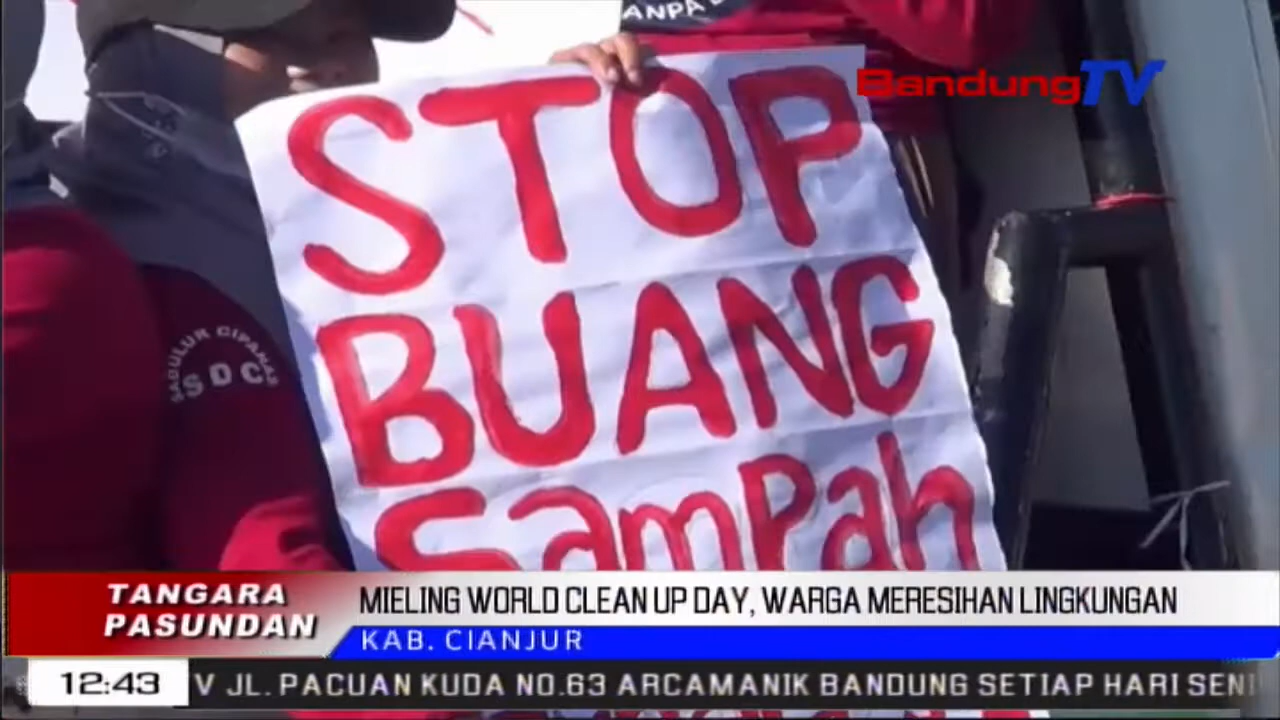 ANPA
BandungTV
STOP
BUANG
SamPah
SADULUR CIPANAS
SDC
TANGARA
PASUNDAN
MIELING WORLD CLEAN UP DAY, WARGA MERESIHAN LINGKUNGAN
KAB. CIANJUR
12:43
V JL. PACUAN KUDA NO.63 ARCAMANIK BANDUNG SETIAP HARI SENI